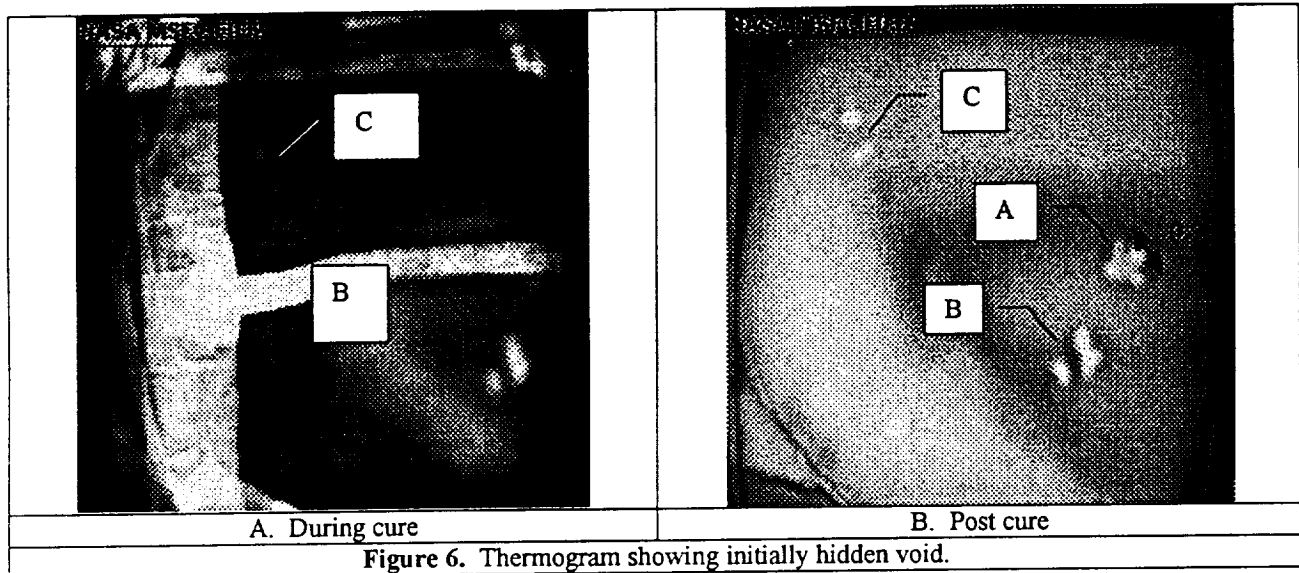 C
B
C
A
B
A. During cure
B. Post cure
Figure 6. Thermogram showing initially hidden void.